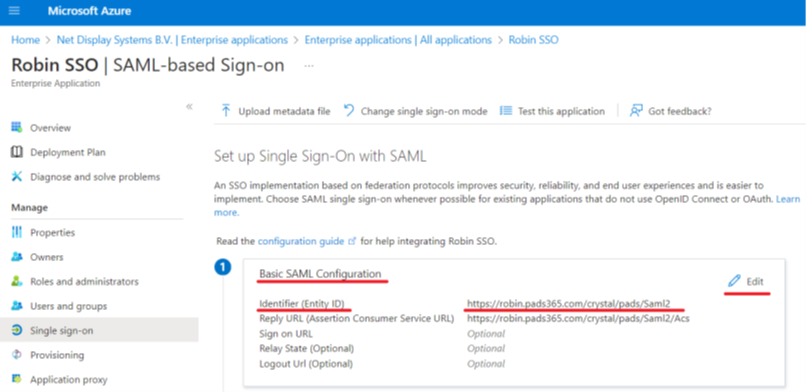 Microsoft Azure
Home > Net Display Systems B.V. | Enterprise applications > Enterprise applications | All applications > Robin SSO
Robin SSO | SAML-based Sign-on ...
Enterprise Application
«
Overview
Deployment Plan
Diagnose and solve problems
Manage
Properties
Owners
Roles and administrators
Users and groups
Single sign-on
Provisioning
Application proxy
Upload metadata file
Change single sign-on mode
Test this application
Got feedback?
Set up Single Sign-On with SAML
An SSO implementation based on federation protocols improves security, reliability, and end user experiences and is easier to
implement. Choose SAML single sign-on whenever possible for existing applications that do not use OpenID Connect or OAuth. Learn
more.
Read the configuration guide for help integrating Robin SSO.
1
Basic SAML Configuration
Edit
Identifier (Entity ID) https://robin.pads365.com/crystal/pads/Saml2
Reply URL (Assertion Consumer Service URL) https://robin.pads365.com/crystal/pads/Saml2/Acs
Sign on URL Optional
Relay State (Optional) Optional
Logout Url (Optional) Optional